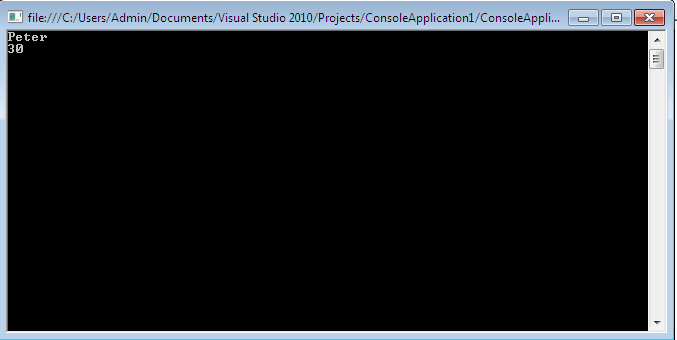 file:///C:/Users/Admin/Documents/Visual Studio 2010/Projects/ConsoleApplication1/ConsoleAppli...
Peter
30